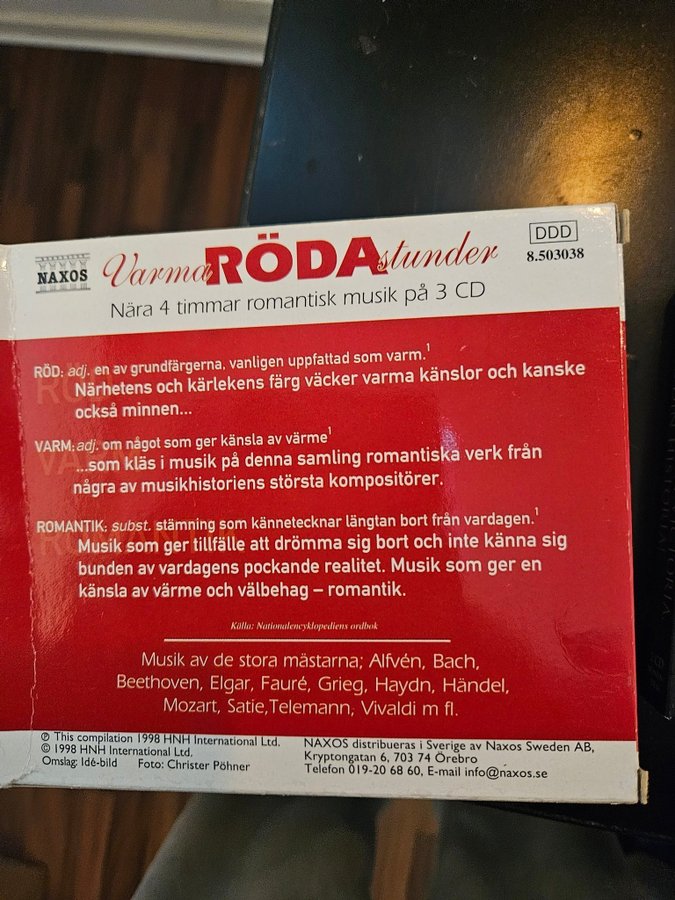 NAXOS
Varma RÖDA stunder
DDD
8.503038
Nära 4 timmar romantisk musik på 3 CD
RÖD: adj. en av grundfärgerna, vanligen uppfattad som varm.¹
Närhetens och kärlekens färg väcker varma känslor och kanske
också minnen...
VARM: adj. om något som ger känsla av värme¹
...som kläs i musik på denna samling romantiska verk från
några av musikhistoriens största kompositörer.
ROMANTIK: subst. stämning som kännetecknar längtan bort från vardagen.¹
Musik som ger tillfälle att drömma sig bort och inte känna sig
bunden av vardagens pockande realitet. Musik som ger en
känsla av värme och välbehag – romantik.
Källa: Nationalencyklopediens ordbok
Musik av de stora mästarna; Alfvén, Bach,
Beethoven, Elgar, Fauré, Grieg, Haydn, Händel,
Mozart, Satie,Telemann, Vivaldi m fl.
℗ This compilation 1998 HNH International Ltd.
© 1998 HNH International Ltd.
Omslag: Idé-bild Foto: Christer Pöhner
NAXOS distribueras i Sverige av Naxos Sweden AB,
Kryptongatan 6, 703 74 Örebro
Telefon 019-20 68 60, E-mail info@naxos.se